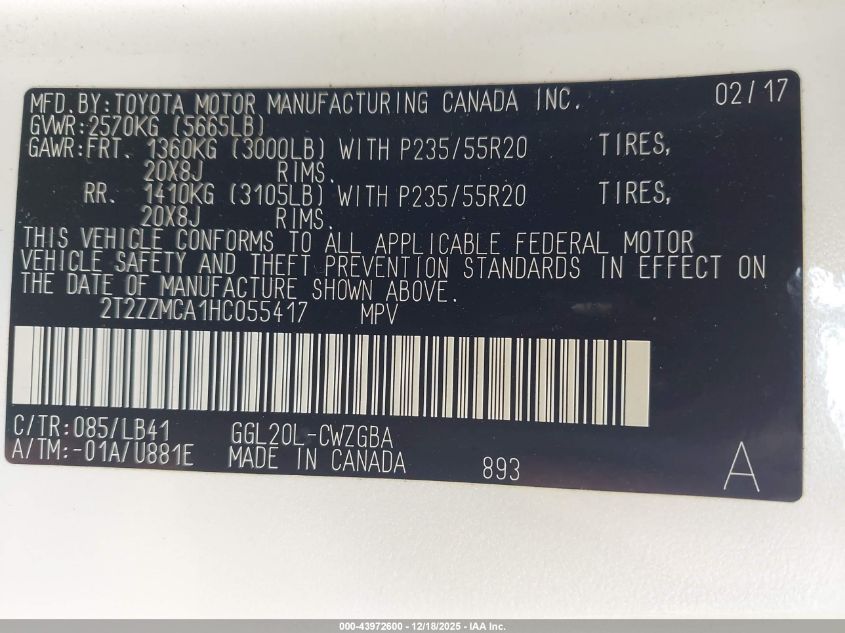 MFD. BY: TOYOTA MOTOR MANUFACTURING CANADA INC. 02/17
GVWR: 2570KG (5665LB)
GAWR: FRT. 1360KG (3000LB) WITH P235/55R20 TIRES,
20X8J RIMS.
RR. 1410KG (3105LB) WITH P235/55R20 TIRES,
20X8J RIMS.
THIS VEHICLE CONFORMS TO ALL APPLICABLE FEDERAL MOTOR
VEHICLE SAFETY AND THEFT PREVENTION STANDARDS IN EFFECT ON
THE DATE OF MANUFACTURE SHOWN ABOVE.
2T2ZZMCA1HC055417 MPV
C/TR: 085/LB41 GGL20L-CWZGBA
A/TM: -01A/U881E MADE IN CANADA 893 A
000-43972600 - 12/18/2025 - IAA Inc.